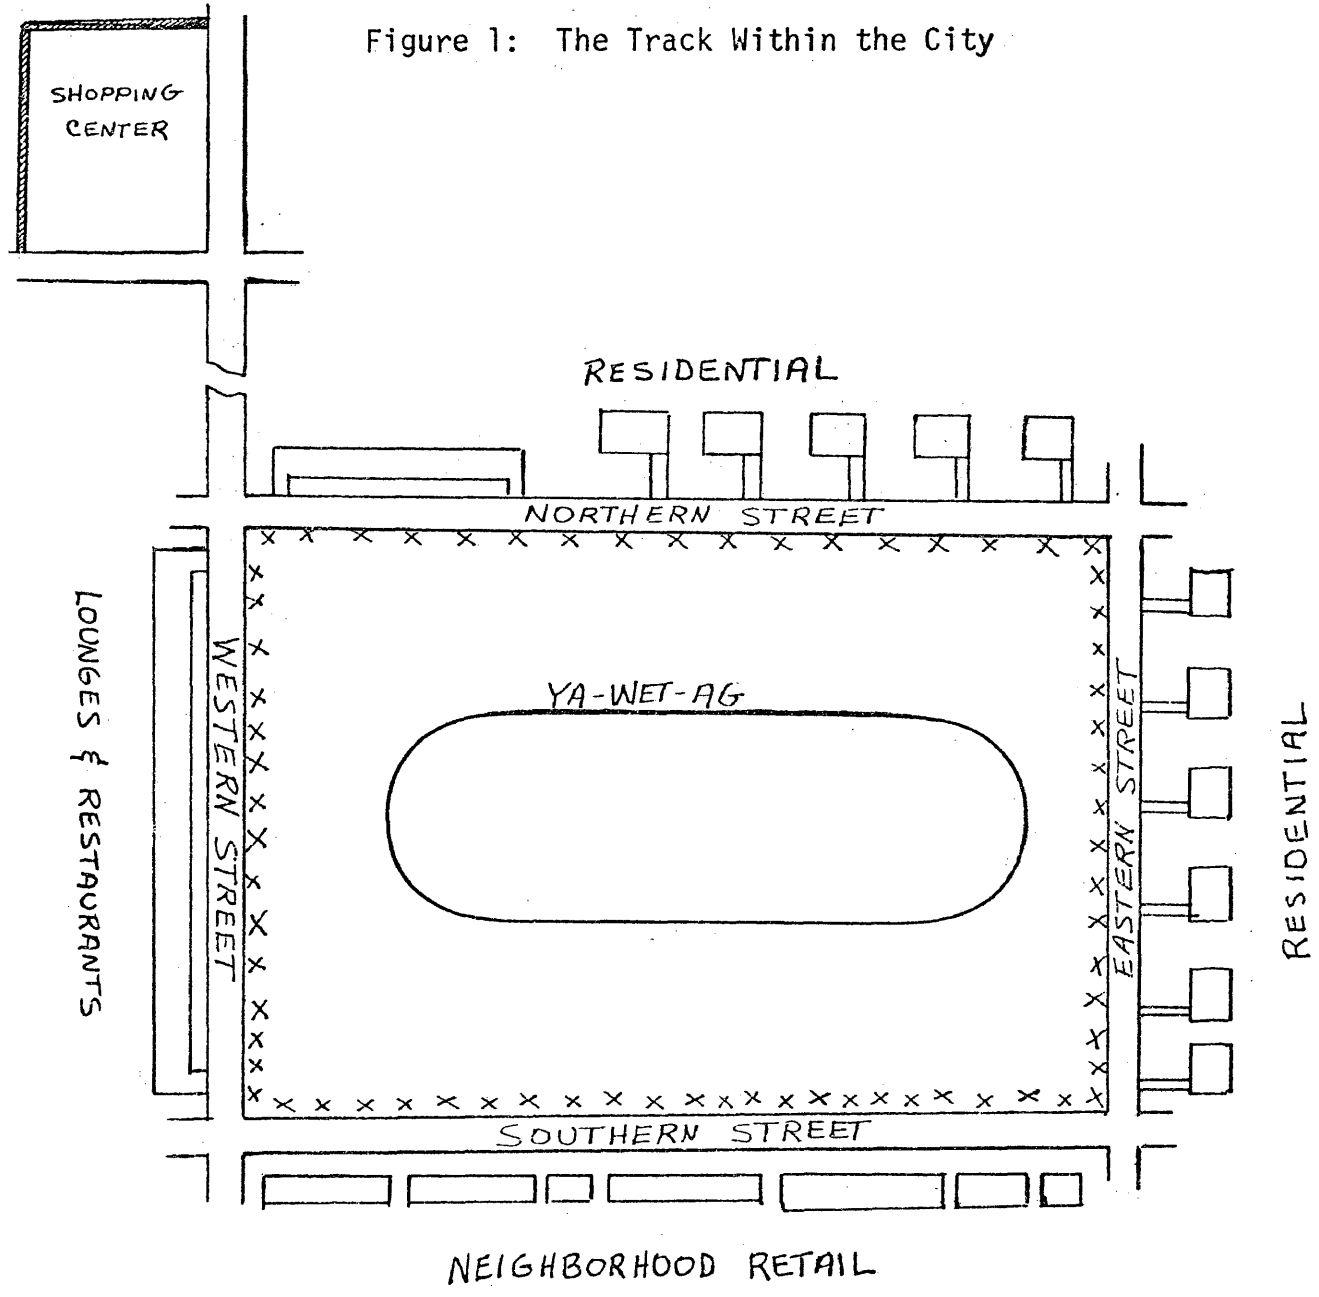 Figure 1: The Track Within the City
SHOPPING
CENTER
RESIDENTIAL
NORTHERN STREET
LOUNGES & RESTAURANTS
WESTERN STREET
YA-WET-AG
EASTERN STREET
RESIDENTIAL
SOUTHERN STREET
NEIGHBORHOOD RETAIL